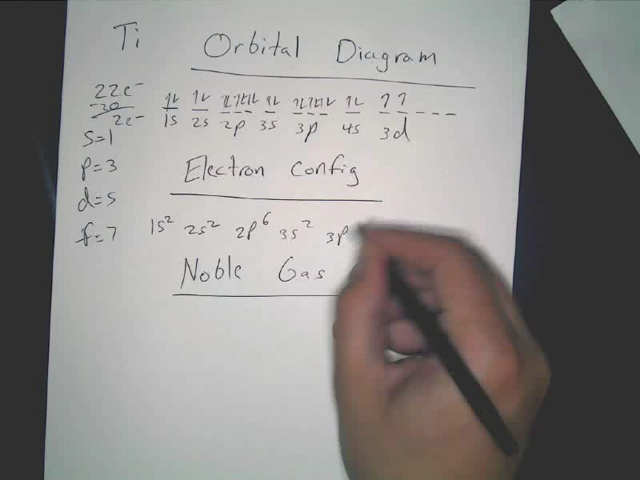 Ti Orbital Diagram
22e⁻
-20
2e⁻
1s 2s 2p 3s 3p 4s 3d
s=1
p=3
d=5
f=7
Electron Config
1s² 2s² 2p⁶ 3s² 3p
Noble Gas